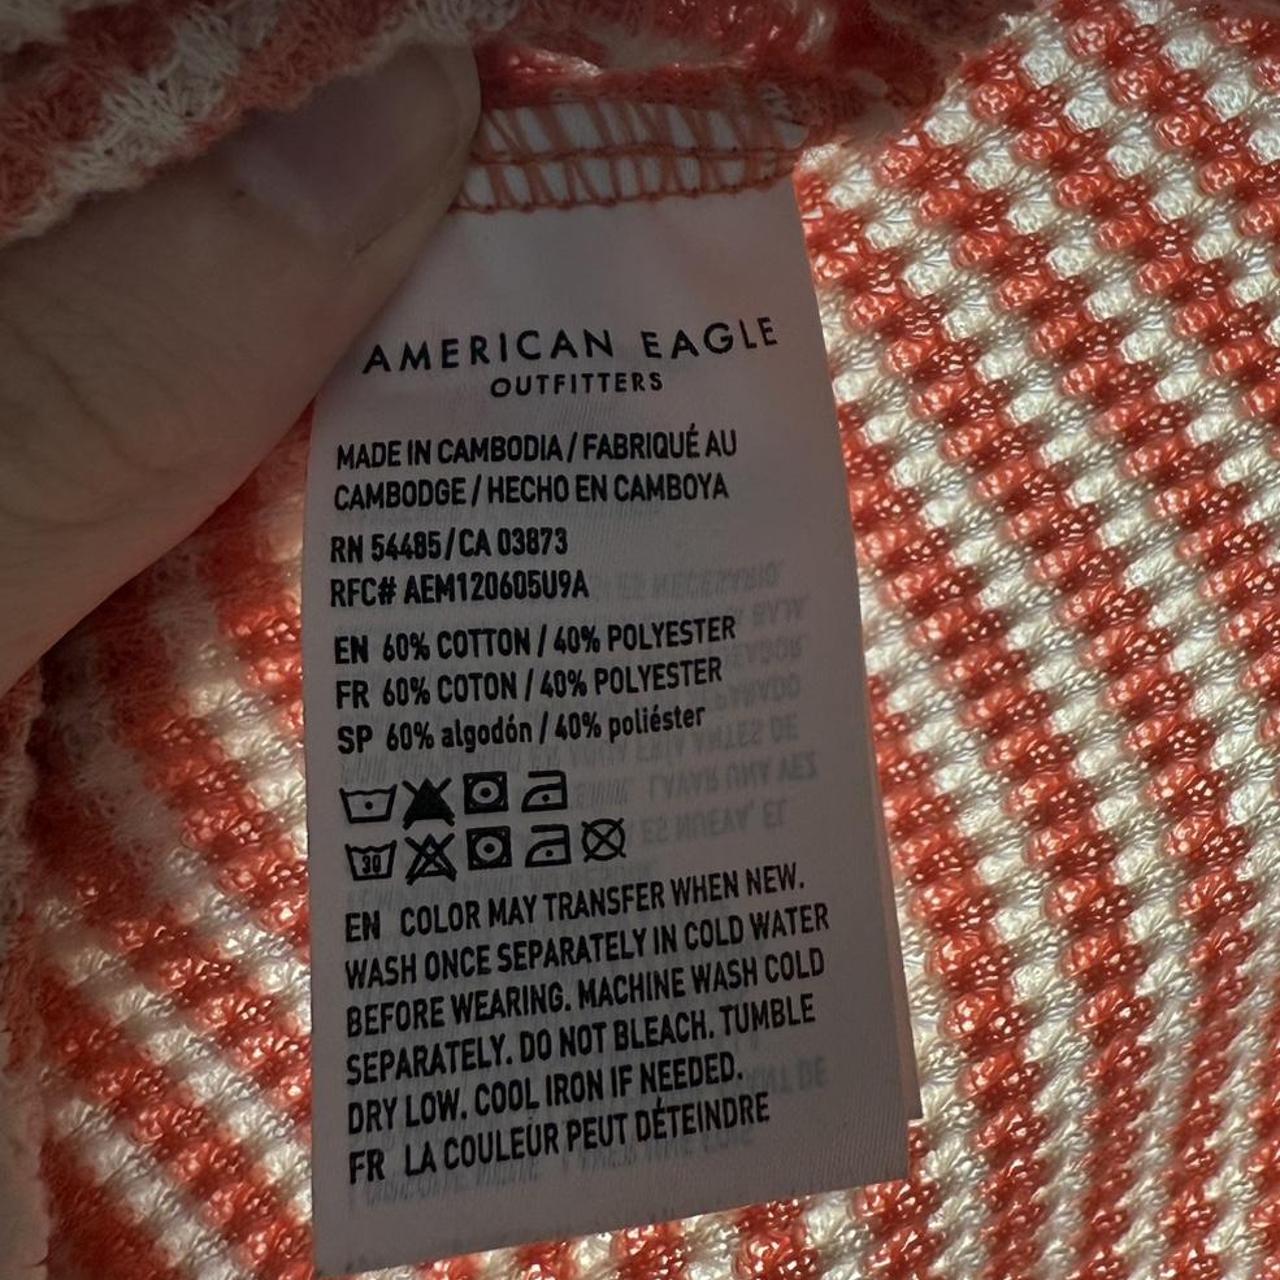 AMERICAN EAGLE
OUTFITTERS
MADE IN CAMBODIA / FABRIQUÉ AU
CAMBODGE / HECHO EN CAMBOYA
RN 54485/CA 03873
RFC# AEM120605U9A
EN 60% COTTON / 40% POLYESTER
FR 60% COTON / 40% POLYESTER
SP 60% algodón / 40% poliéster
30
EN COLOR MAY TRANSFER WHEN NEW.
WASH ONCE SEPARATELY IN COLD WATER
BEFORE WEARING. MACHINE WASH COLD
SEPARATELY. DO NOT BLEACH. TUMBLE
DRY LOW. COOL IRON IF NEEDED.
FR LA COULEUR PEUT DÉTEINDRE